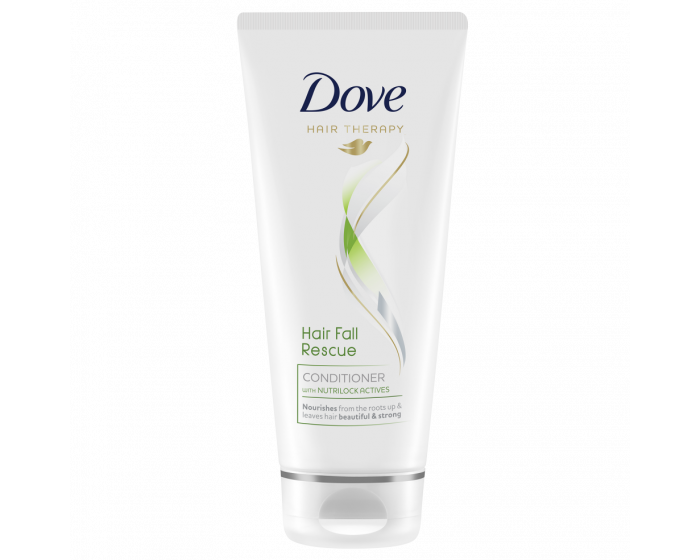 Dove
HAIR THERAPY
Hair Fall
Rescue
CONDITIONER
with NUTRILOCK ACTIVES
Nourishes from the roots up &
leaves hair beautiful & strong